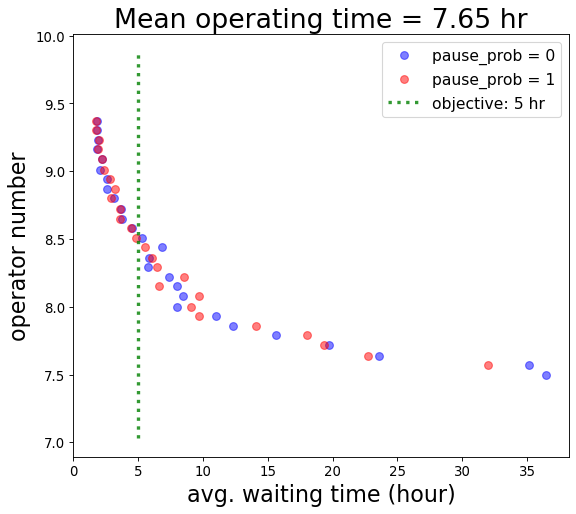 Mean operating time = 7.65 hr
pause_prob = 0
pause_prob = 1
objective: 5 hr
operator number
10.0
9.5
9.0
8.5
8.0
7.5
7.0
0 5 10 15 20 25 30 35
avg. waiting time (hour)